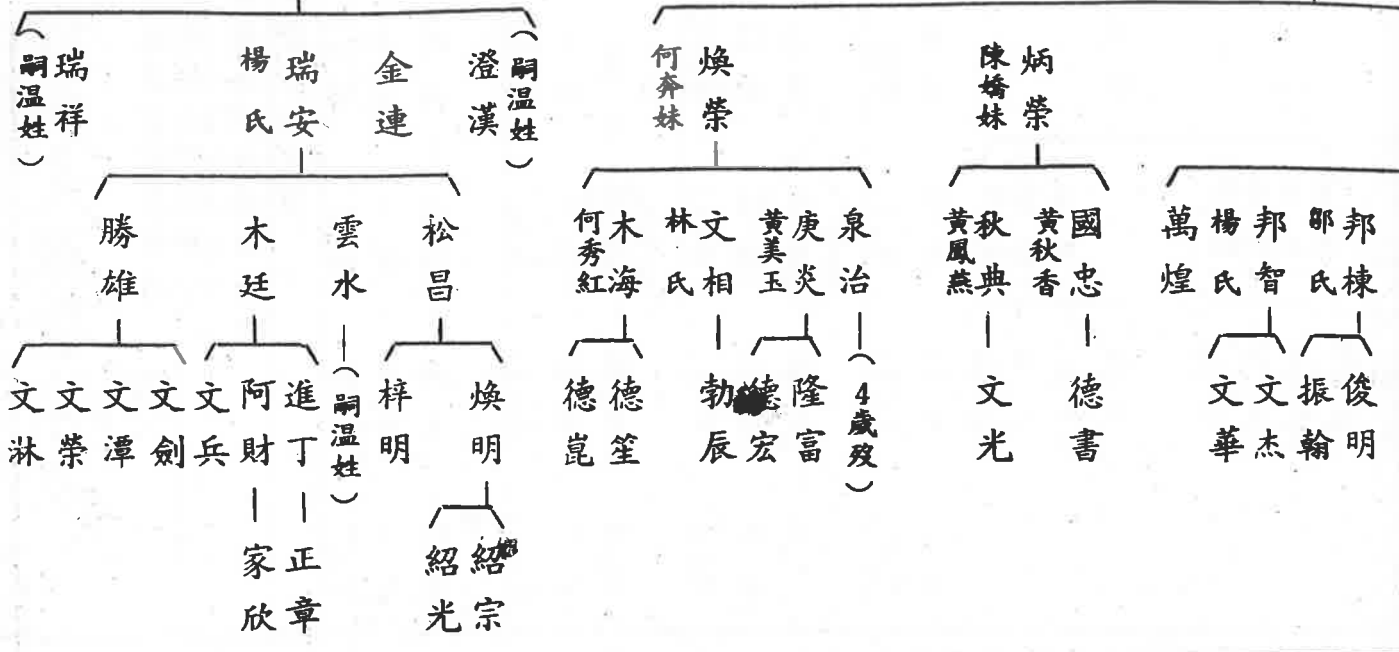 炳榮
陳嬌妹
煥榮
何奔妹
（嗣温姓）
澄漢
金連
瑞安
楊氏
瑞祥
（嗣温姓）
邦棟
鄒氏
邦智
楊氏
萬煌
國忠
黃秋香
秋典
黃鳳燕
泉治
庚炎
黃美玉
文相
林氏
木海
何秀紅
松昌
雲水
木廷
勝雄
俊明
振翰
文杰
文華
德書
文光
（4歲歿）
隆富
德宏
勃辰
德笙
德崑
煥明
梓明
（嗣温姓）
進丁
阿財
文兵
文劍
文潭
文榮
文淋
紹宗
紹光
正章
家欣